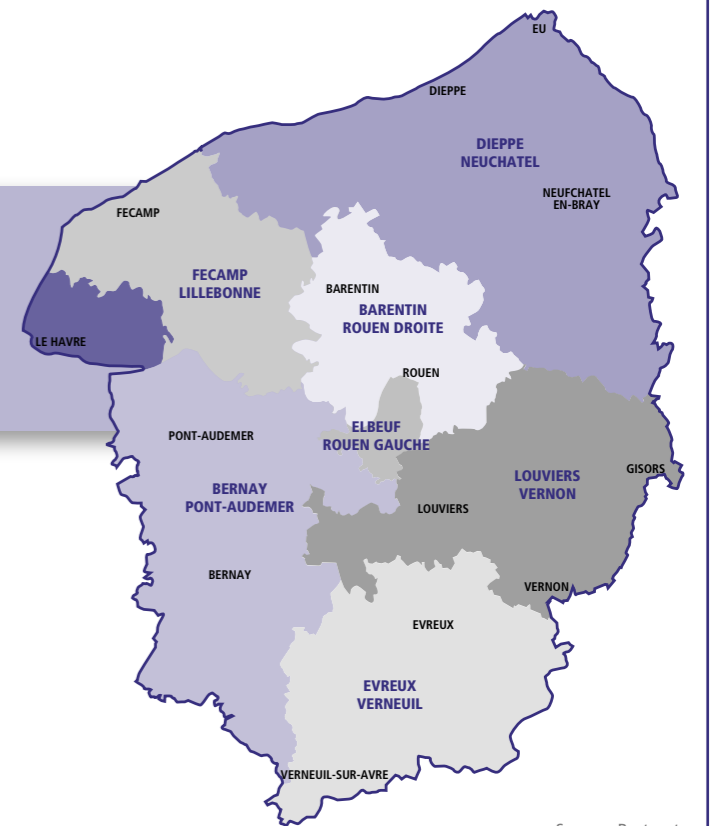 EU
DIEPPE
DIEPPE
NEUCHATEL
NEUFCHATEL
EN-BRAY
FECAMP
FECAMP
LILLEBONNE
BARENTIN
BARENTIN
ROUEN DROITE
LE HAVRE
ROUEN
ELBEUF
ROUEN GAUCHE
PONT-AUDEMER
GISORS
LOUVIERS
VERNON
BERNAY
PONT-AUDEMER
LOUVIERS
BERNAY
VERNON
EVREUX
EVREUX
VERNEUIL
VERNEUIL-SUR-AVRE